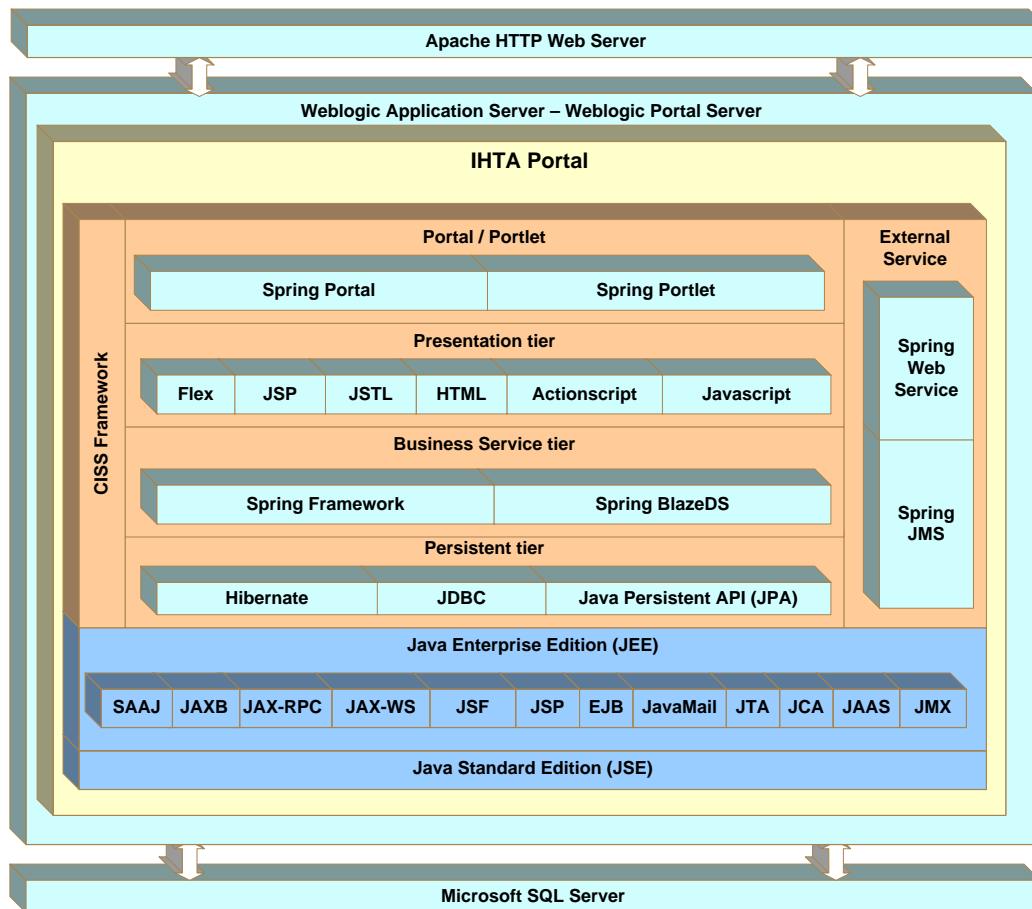 Apache HTTP Web Server
Weblogic Application Server – Weblogic Portal Server
IHTA Portal
CISS Framework
Portal / Portlet
Spring Portal
Spring Portlet
Presentation tier
Flex
JSP
JSTL
HTML
Actionscript
Javascript
Business Service tier
Spring Framework
Spring BlazeDS
Persistent tier
Hibernate
JDBC
Java Persistent API (JPA)
External
Service
Spring
Web
Service
Spring
JMS
Java Enterprise Edition (JEE)
SAAJ
JAXB
JAX-RPC
JAX-WS
JSF
JSP
EJB
JavaMail
JTA
JCA
JAAS
JMX
Java Standard Edition (JSE)
Microsoft SQL Server